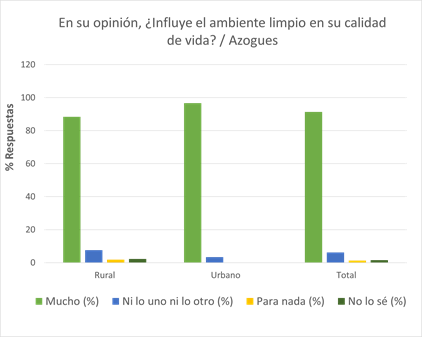 En su opinión, ¿Influye el ambiente limpio en su calidad
de vida? / Azogues
% Respuestas
120
100
80
60
40
20
0
Rural Urbano Total
Mucho (%) Ni lo uno ni lo otro (%) Para nada (%) No lo sé (%)